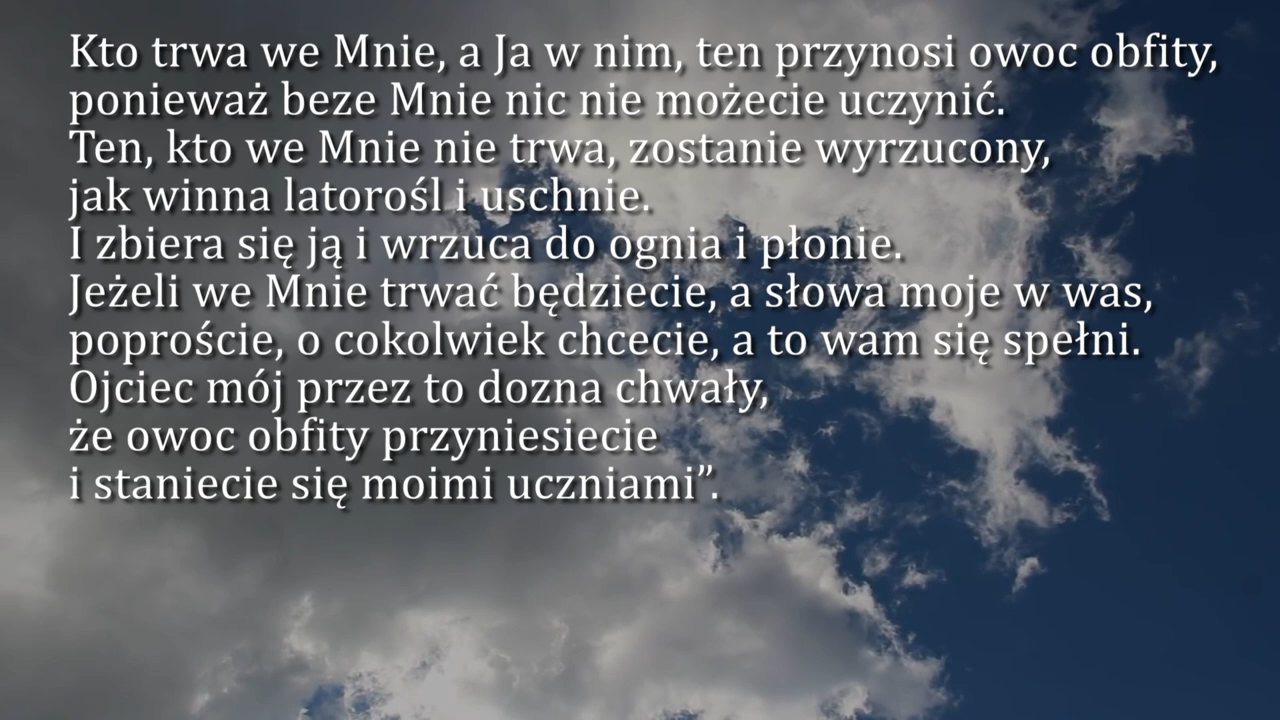 Kto trwa we Mnie, a Ja w nim, ten przynosi owoc obfity,
ponieważ beze Mnie nic nie możecie uczynić.
Ten, kto we Mnie nie trwa, zostanie wyrzucony,
jak winna latorośl i uschnie.
I zbiera się ją i wrzuca do ognia i płonie.
Jeżeli we Mnie trwać będziecie, a słowa moje w was,
poproście, o cokolwiek chcecie, a to wam się spełni.
Ojciec mój przez to dozna chwały,
że owoc obfity przyniesiecie
i staniecie się moimi uczniami”.